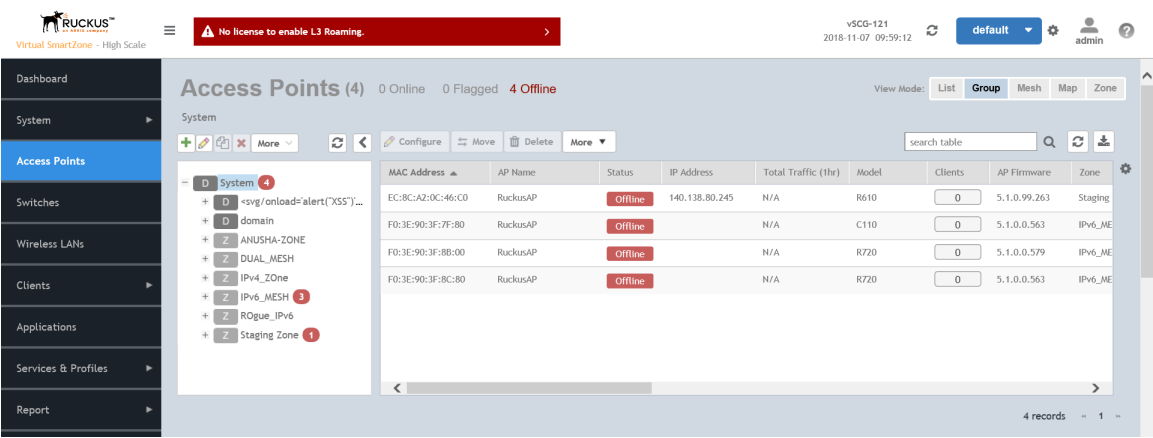 RUCKUS™
an ARRIS company
Virtual SmartZone - High Scale
No license to enable L3 Roaming.
vSCG-121
2018-11-07 09:59:12
default
admin
Dashboard
System
Access Points
Switches
Wireless LANs
Clients
Applications
Services & Profiles
Report
Access Points (4) 0 Online 0 Flagged 4 Offline
View Mode: List Group Mesh Map Zone
System
More
Configure Move Delete More
search table
D System 4
D <svg/onload='alert("XSS")'...
D domain
Z ANUSHA-ZONE
Z DUAL_MESH
Z IPv4_ZOne
Z IPv6_MESH 3
Z ROgue_IPv6
Z Staging Zone 1
MAC Address AP Name Status IP Address Total Traffic (1hr) Model Clients AP Firmware Zone
EC:8C:A2:0C:46:C0 RuckusAP Offline 140.138.80.245 N/A R610 0 5.1.0.99.263 Staging
F0:3E:90:3F:7F:80 RuckusAP Offline N/A C110 0 5.1.0.0.563 IPv6_ME
F0:3E:90:3F:8B:00 RuckusAP Offline N/A R720 0 5.1.0.0.579 IPv6_ME
F0:3E:90:3F:8C:80 RuckusAP Offline N/A R720 0 5.1.0.0.563 IPv6_ME
4 records « 1 »